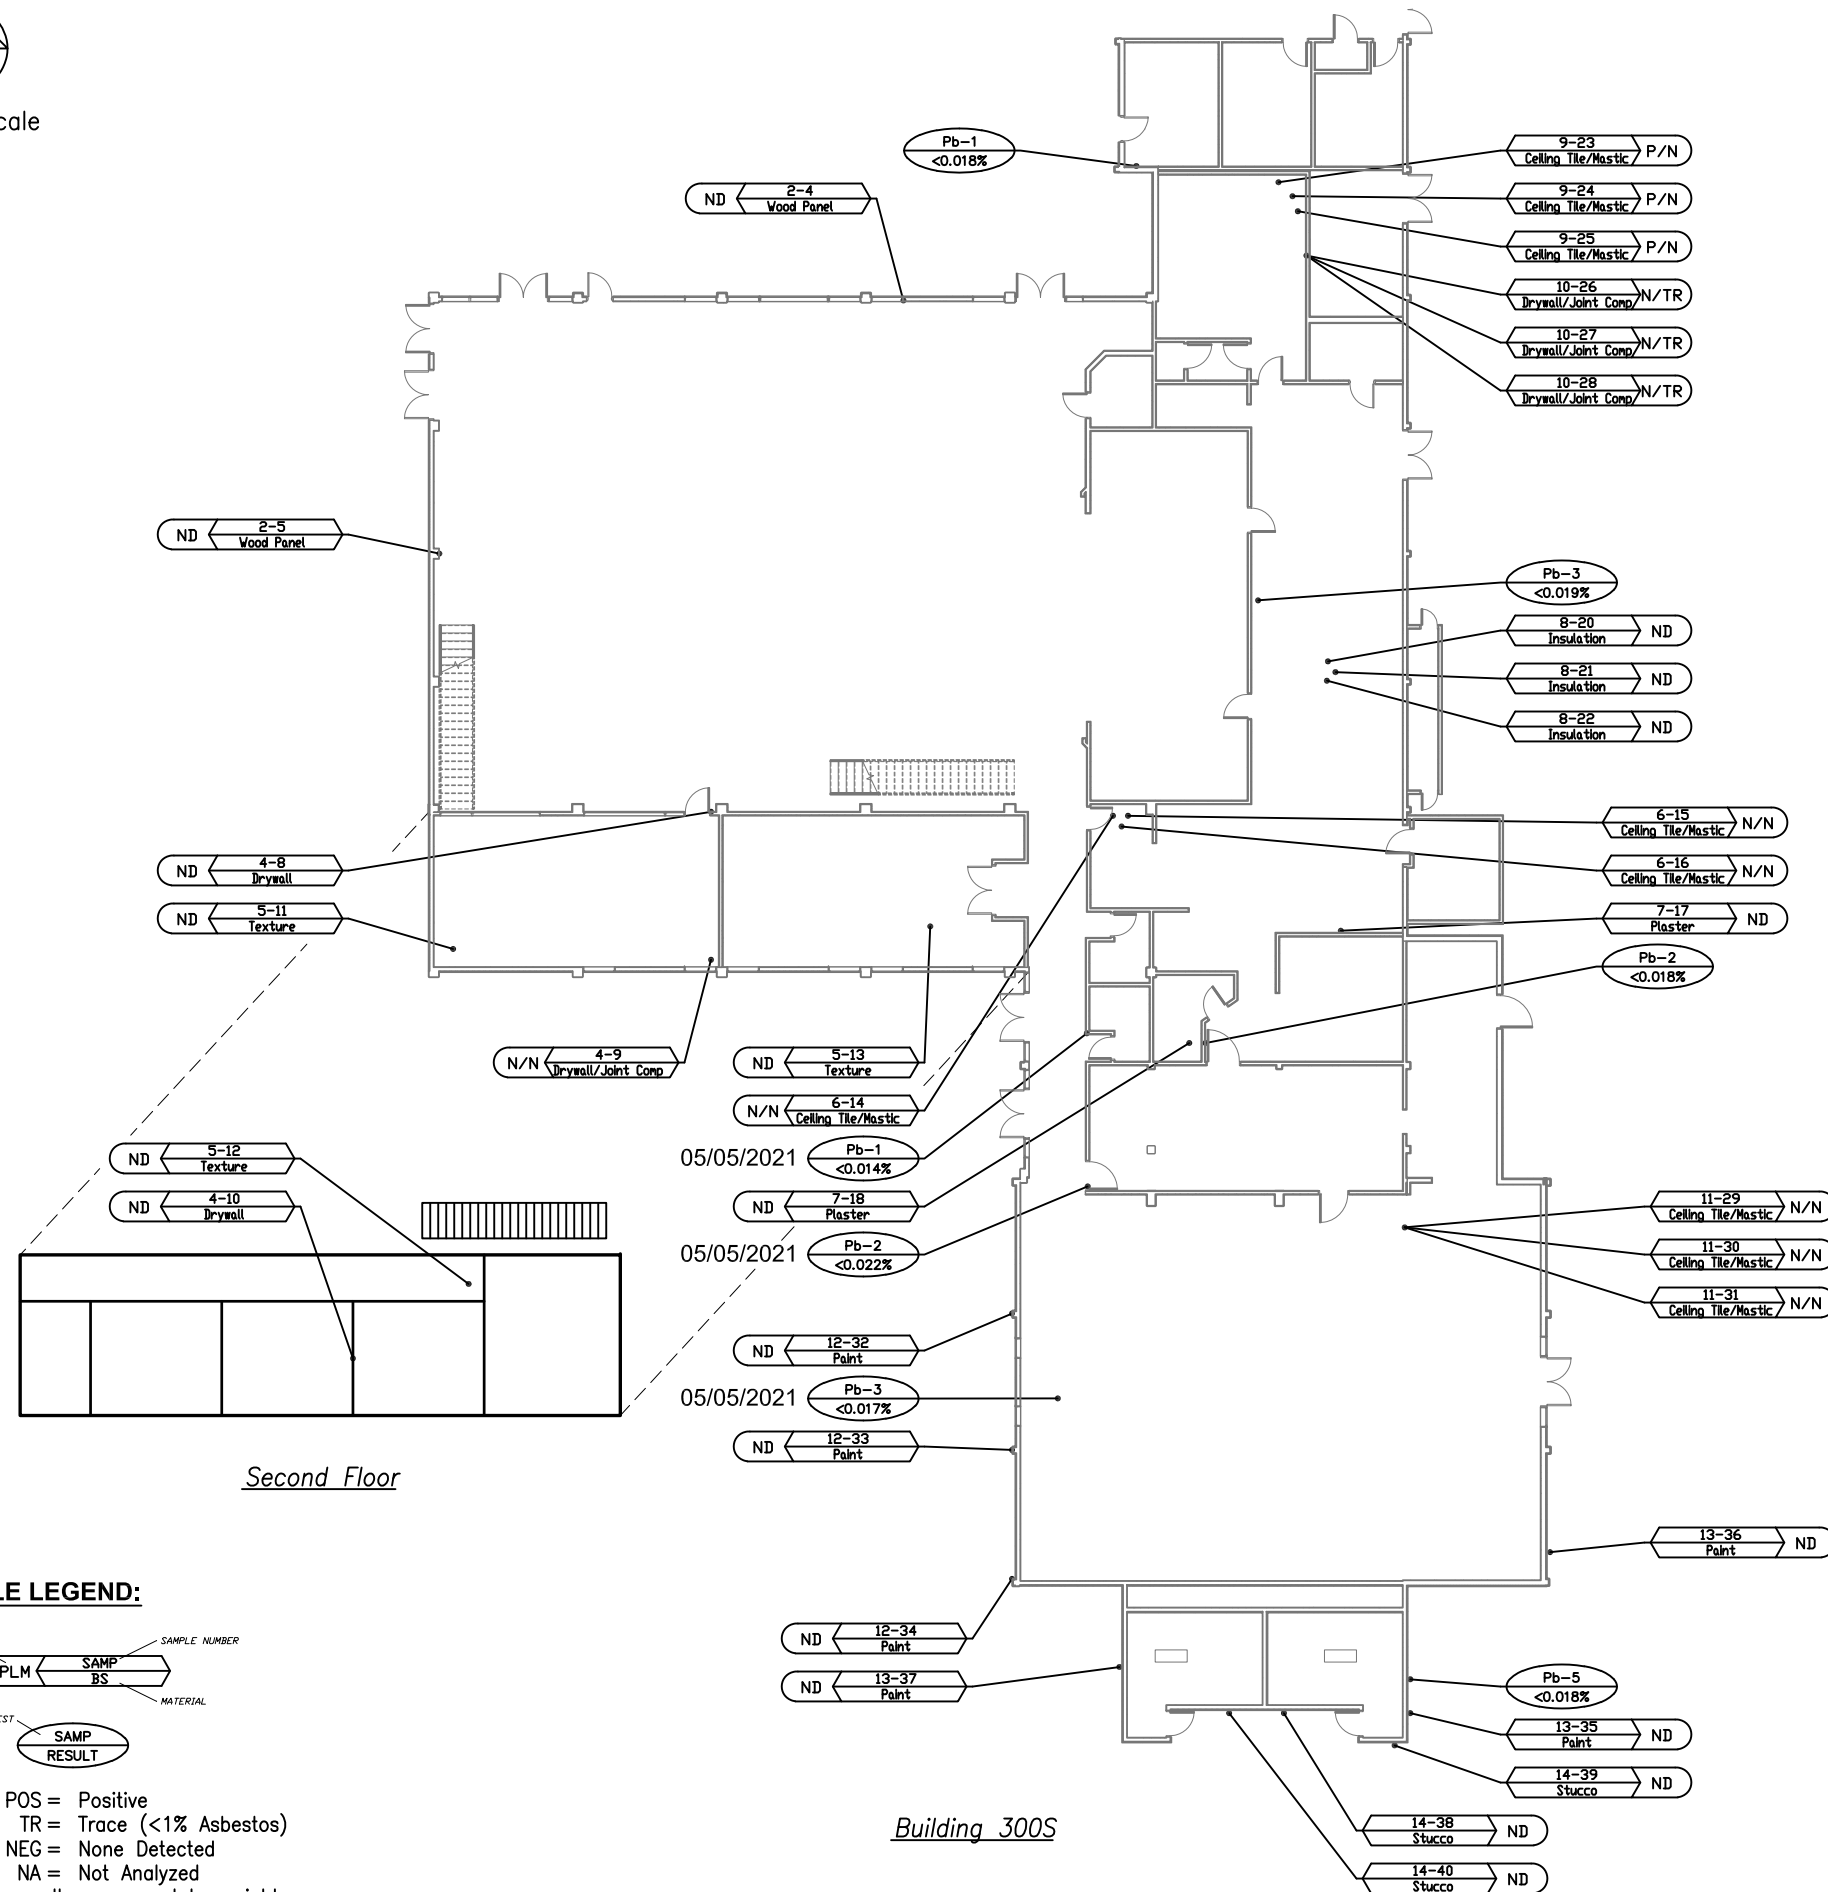 cale
Pb-1
<0.018%
9-23
Ceiling Tile/Mastic
P/N
ND
2-4
Wood Panel
9-24
Ceiling Tile/Mastic
P/N
9-25
Ceiling Tile/Mastic
P/N
10-26
Drywall/Joint Comp
N/TR
10-27
Drywall/Joint Comp
N/TR
10-28
Drywall/Joint Comp
N/TR
ND
2-5
Wood Panel
Pb-3
<0.019%
8-20
Insulation
ND
8-21
Insulation
ND
8-22
Insulation
ND
6-15
Ceiling Tile/Mastic
N/N
ND
4-8
Drywall
6-16
Ceiling Tile/Mastic
N/N
ND
5-11
Texture
7-17
Plaster
ND
Pb-2
<0.018%
N/N
4-9
Drywall/Joint Comp
ND
5-13
Texture
N/N
6-14
Ceiling Tile/Mastic
ND
5-12
Texture
05/05/2021
Pb-1
<0.014%
ND
4-10
Drywall
ND
7-18
Plaster
11-29
Ceiling Tile/Mastic
N/N
05/05/2021
Pb-2
<0.022%
11-30
Ceiling Tile/Mastic
N/N
11-31
Ceiling Tile/Mastic
N/N
ND
12-32
Paint
05/05/2021
Pb-3
<0.017%
ND
12-33
Paint
Second Floor
13-36
Paint
ND
LE LEGEND:
ND
12-34
Paint
SAMPLE NUMBER
PLM
SAMP
BS
MATERIAL
ND
13-37
Paint
Pb-5
<0.018%
EST
SAMP
RESULT
13-35
Paint
ND
14-39
Stucco
ND
POS = Positive
TR = Trace (<1% Asbestos)
NEG = None Detected
NA = Not Analyzed
Building 300S
14-38
Stucco
ND
14-40
Stucco
ND